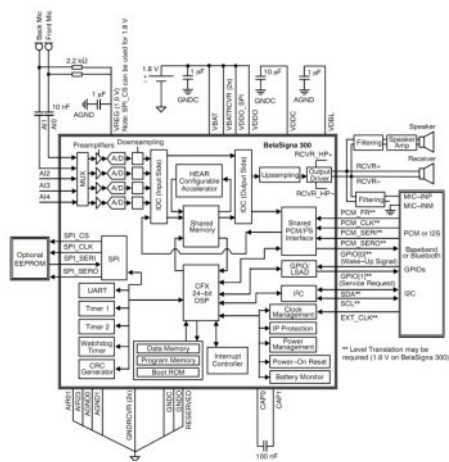 Back Mic
Front Mic
2.2 kΩ
VREG (1.0 V)
Note: SPI_CS can be used for 1.8 V
1 μF
AGND
10 nF
1.8 V
1 μF
GNDC
10 μF
GNDC
1 μF
AGND
VBAT
VBATRCVR (2x)
VDDO_SPI
VDDO
VDDC
VDBL
AI1
AI0
AI2
AI3
AI4
Preamplifiers
Downsampling
BelaSigna 300
MUX
A/D
A/D
A/D
A/D
IOC (Input Side)
HEAR
Configurable
Accelerator
Shared
Memory
IOC (Output Side)
Upsampling
Output
Driver
RCVR_HP+
RCVR+
RCVR−
RCVR_HP−
Filtering
Speaker
Amp
Speaker
Receiver
Filtering
MIC−INP
MIC−INM
Shared
PCM/I²S
Interface
PCM_FR**
PCM_CLK**
PCM_SERI**
PCM_SERO**
PCM or I2S
Baseband
or Bluetooth
GPIO/
LSAD
GPIO[0]**
(Wake−Up Signal)
GPIO[1]**
(Service Request)
GPIOs
I²C
SDA**
SCL**
I2C
EXT_CLK**
Optional
EEPROM
SPI_CS
SPI_CLK
SPI_SERI
SPI_SERO
SPI
UART
Timer 1
Timer 2
Watchdog
Timer
CRC
Generator
CFX
24−bit
DSP
Data Memory
Program Memory
Boot ROM
Interrupt
Controller
Clock
Management
IP Protection
Power
Management
Power−On Reset
Battery Monitor
** Level Translation may be
required (1.8 V on BelaSigna 300)
AGND0
AGND1
GNDRCVR (2x)
GNDC
GNDO
RESERVED
CAP0
CAP1
100 nF